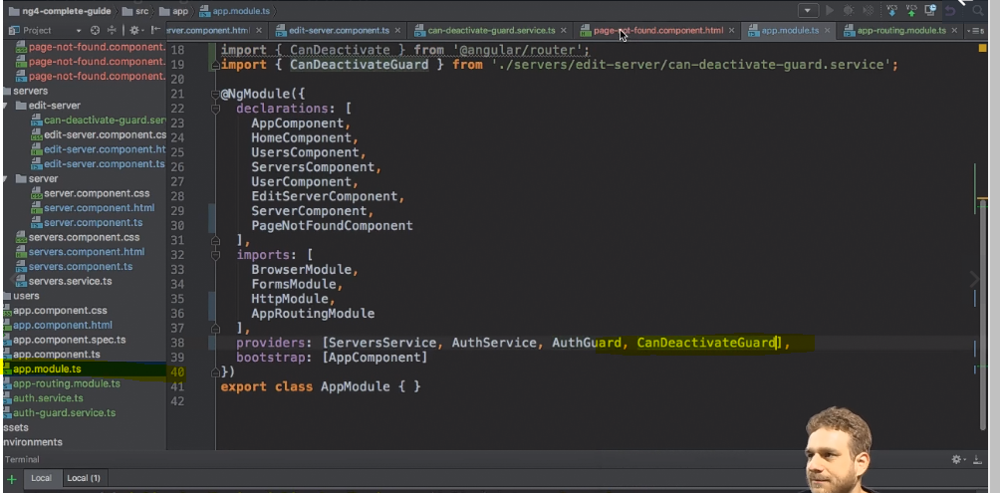 ng4-complete-guide src app app.module.ts
Project
rver.component.html edit-server.component.ts can-deactivate-guard.service.ts page-not-found.component.html app.module.ts app-routing.module.ts
page-not-found.component.
page-not-found.component.
page-not-found.component.
servers
edit-server
can-deactivate-guard.ser
edit-server.component.cs
edit-server.component.ht
edit-server.component.ts
server
server.component.css
server.component.html
server.component.ts
servers.component.css
servers.component.html
servers.component.ts
servers.service.ts
users
app.component.css
app.component.html
app.component.spec.ts
app.component.ts
app.module.ts
app-routing.module.ts
auth.service.ts
auth-guard.service.ts
ssets
nvironments
18 import { CanDeactivate } from '@angular/router';
19 import { CanDeactivateGuard } from './servers/edit-server/can-deactivate-guard.service';
20
21 @NgModule({
22 declarations: [
23 AppComponent,
24 HomeComponent,
25 UsersComponent,
26 ServersComponent,
27 UserComponent,
28 EditServerComponent,
29 ServerComponent,
30 PageNotFoundComponent
31 ],
32 imports: [
33 BrowserModule,
34 FormsModule,
35 HttpModule,
36 AppRoutingModule
37 ],
38 providers: [ServersService, AuthService, AuthGuard, CanDeactivateGuard],
39 bootstrap: [AppComponent]
40 })
41 export class AppModule { }
42
Terminal
Local Local (1)